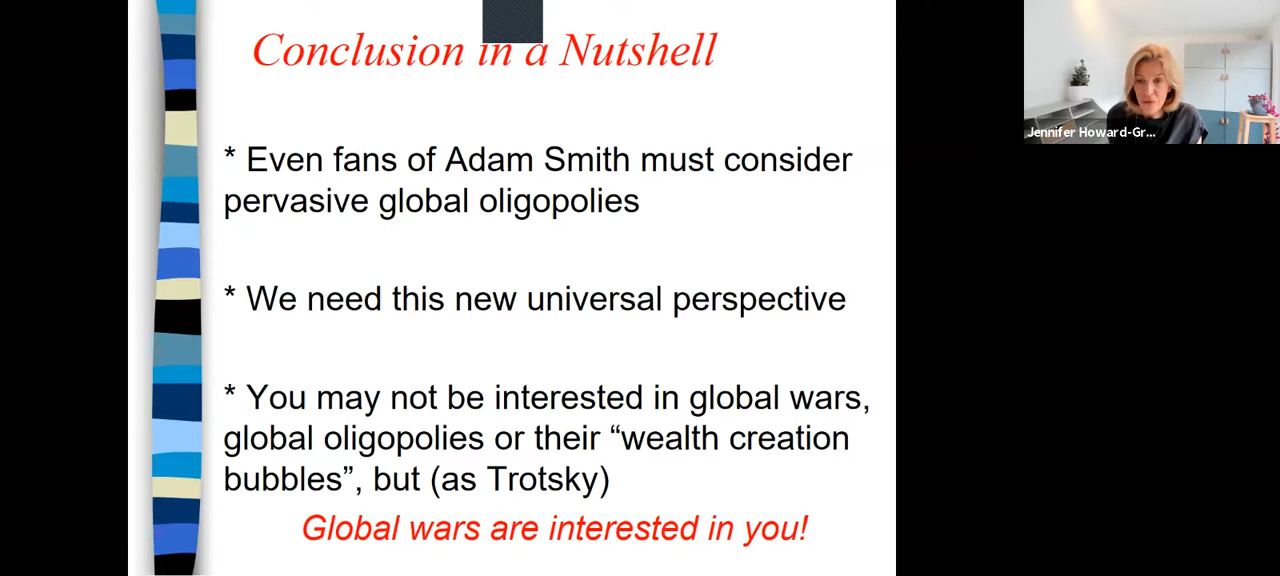 Conclusion in a Nutshell
Jennifer Howard-Gr...
* Even fans of Adam Smith must consider
pervasive global oligopolies
* We need this new universal perspective
* You may not be interested in global wars,
global oligopolies or their “wealth creation
bubbles”, but (as Trotsky)
Global wars are interested in you!